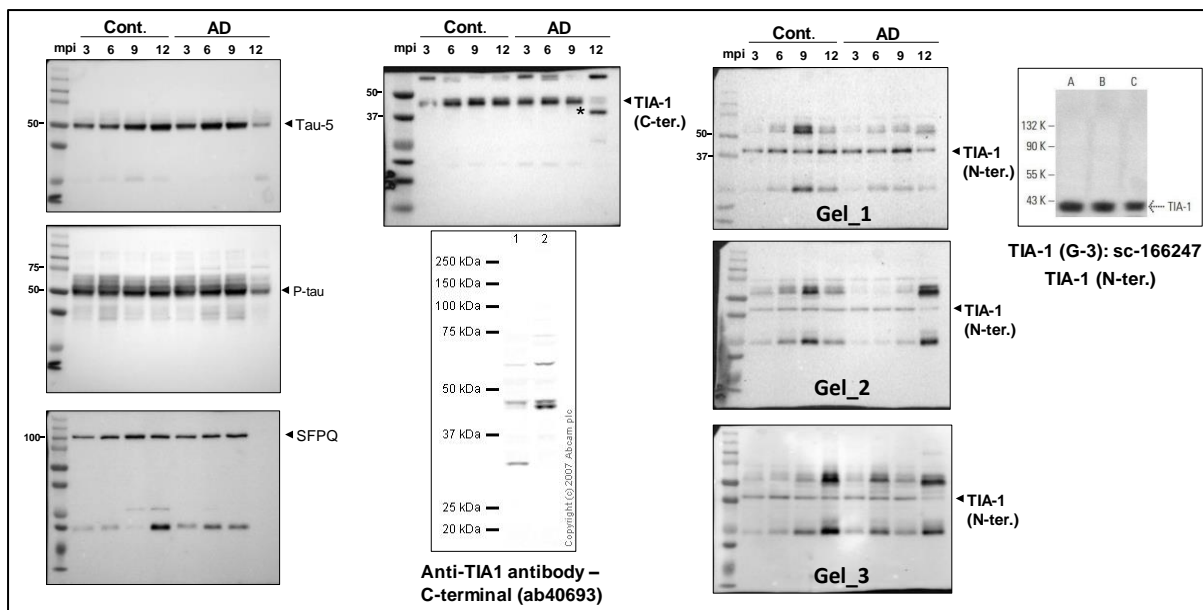 Cont. AD
mpi 3 6 9 12 3 6 9 12
50
Tau-5
75
50
P-tau
100
SFPQ
Cont. AD
mpi 3 6 9 12 3 6 9 12
50
37
*
TIA-1
(C-ter.)
1 2
250 kDa
150 kDa
100 kDa
75 kDa
50 kDa
37 kDa
25 kDa
20 kDa
Copyright (c) 2007 Abcam plc
Anti-TIA1 antibody –
C-terminal (ab40693)
Cont. AD
mpi 3 6 9 12 3 6 9 12
50
37
TIA-1
(N-ter.)
Gel_1
TIA-1
(N-ter.)
Gel_2
TIA-1
(N-ter.)
Gel_3
A B C
132 K
90 K
55 K
43 K
TIA-1
TIA-1 (G-3): sc-166247
TIA-1 (N-ter.)